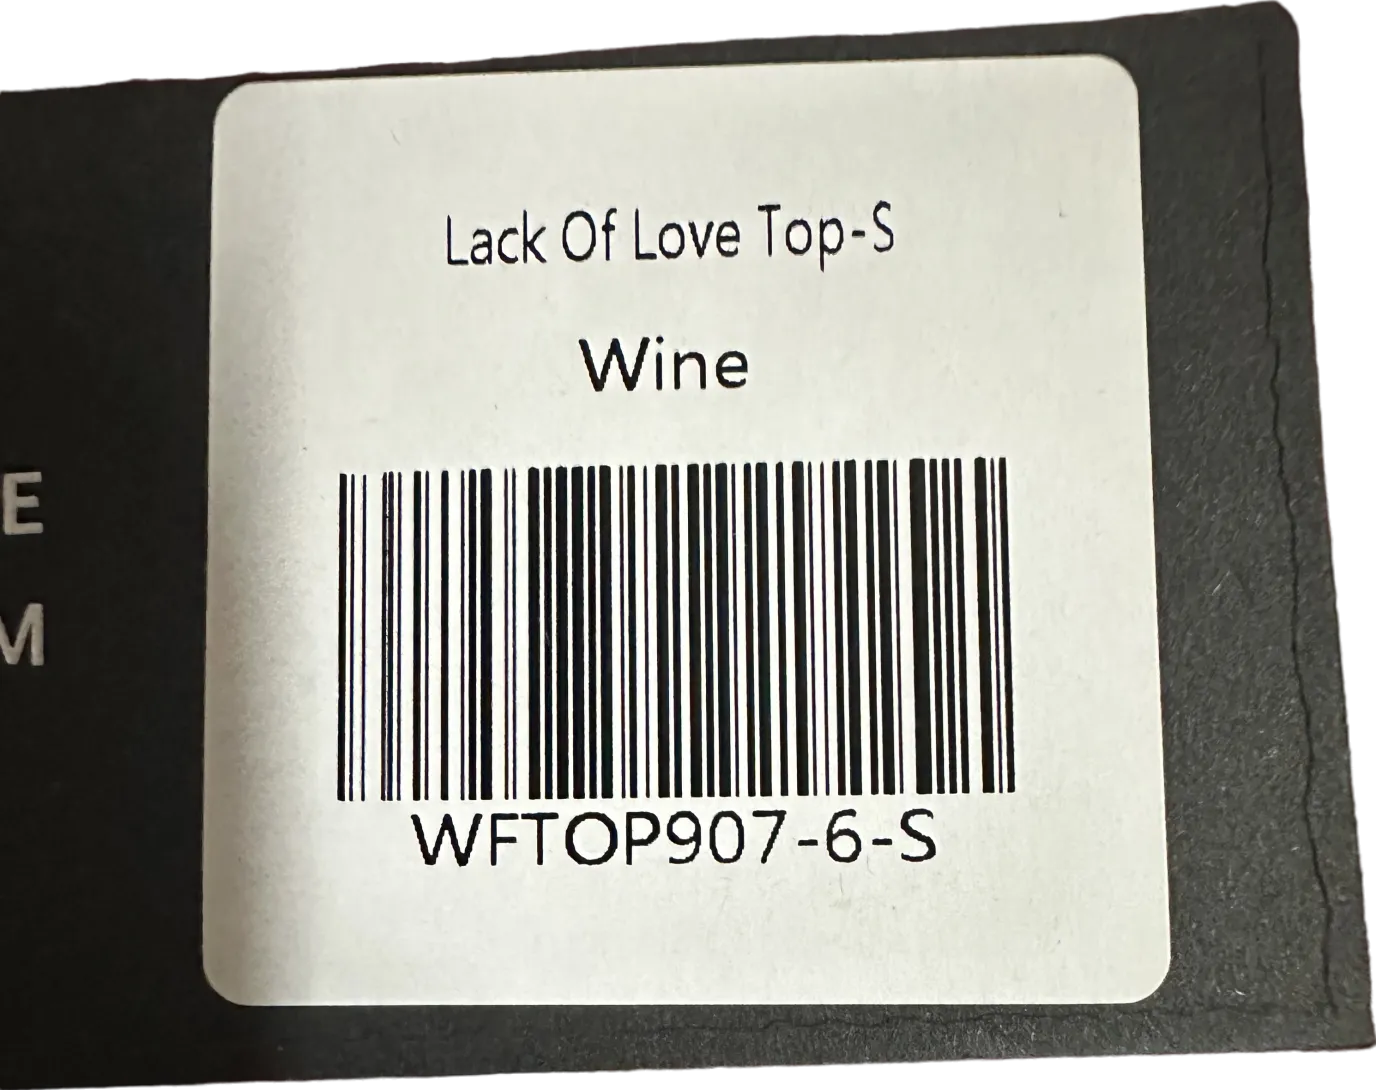 Lack Of Love Top-S
Wine
WFTOP907-6-S
E
M